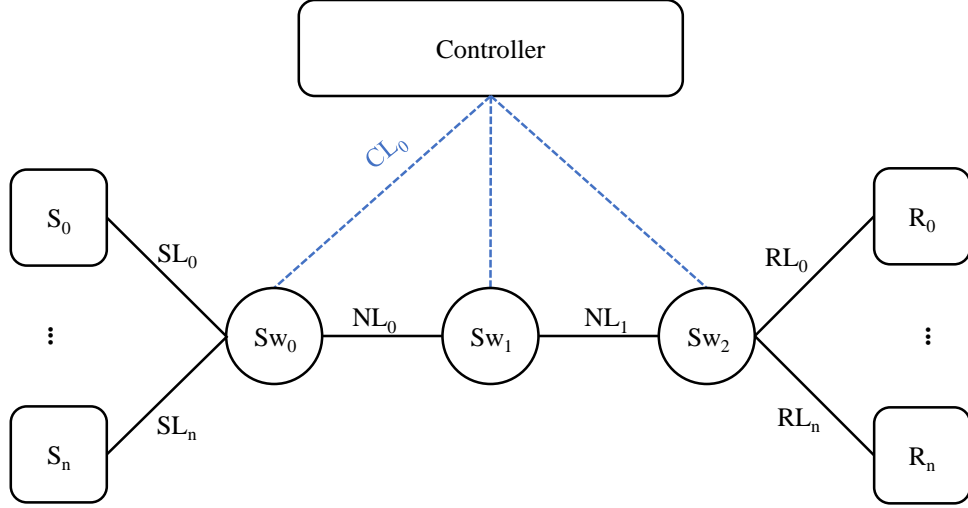 Controller
CL₀
S₀
R₀
SL₀
RL₀
NL₀
NL₁
Sw₀
Sw₁
Sw₂
SLₙ
RLₙ
Sₙ
Rₙ